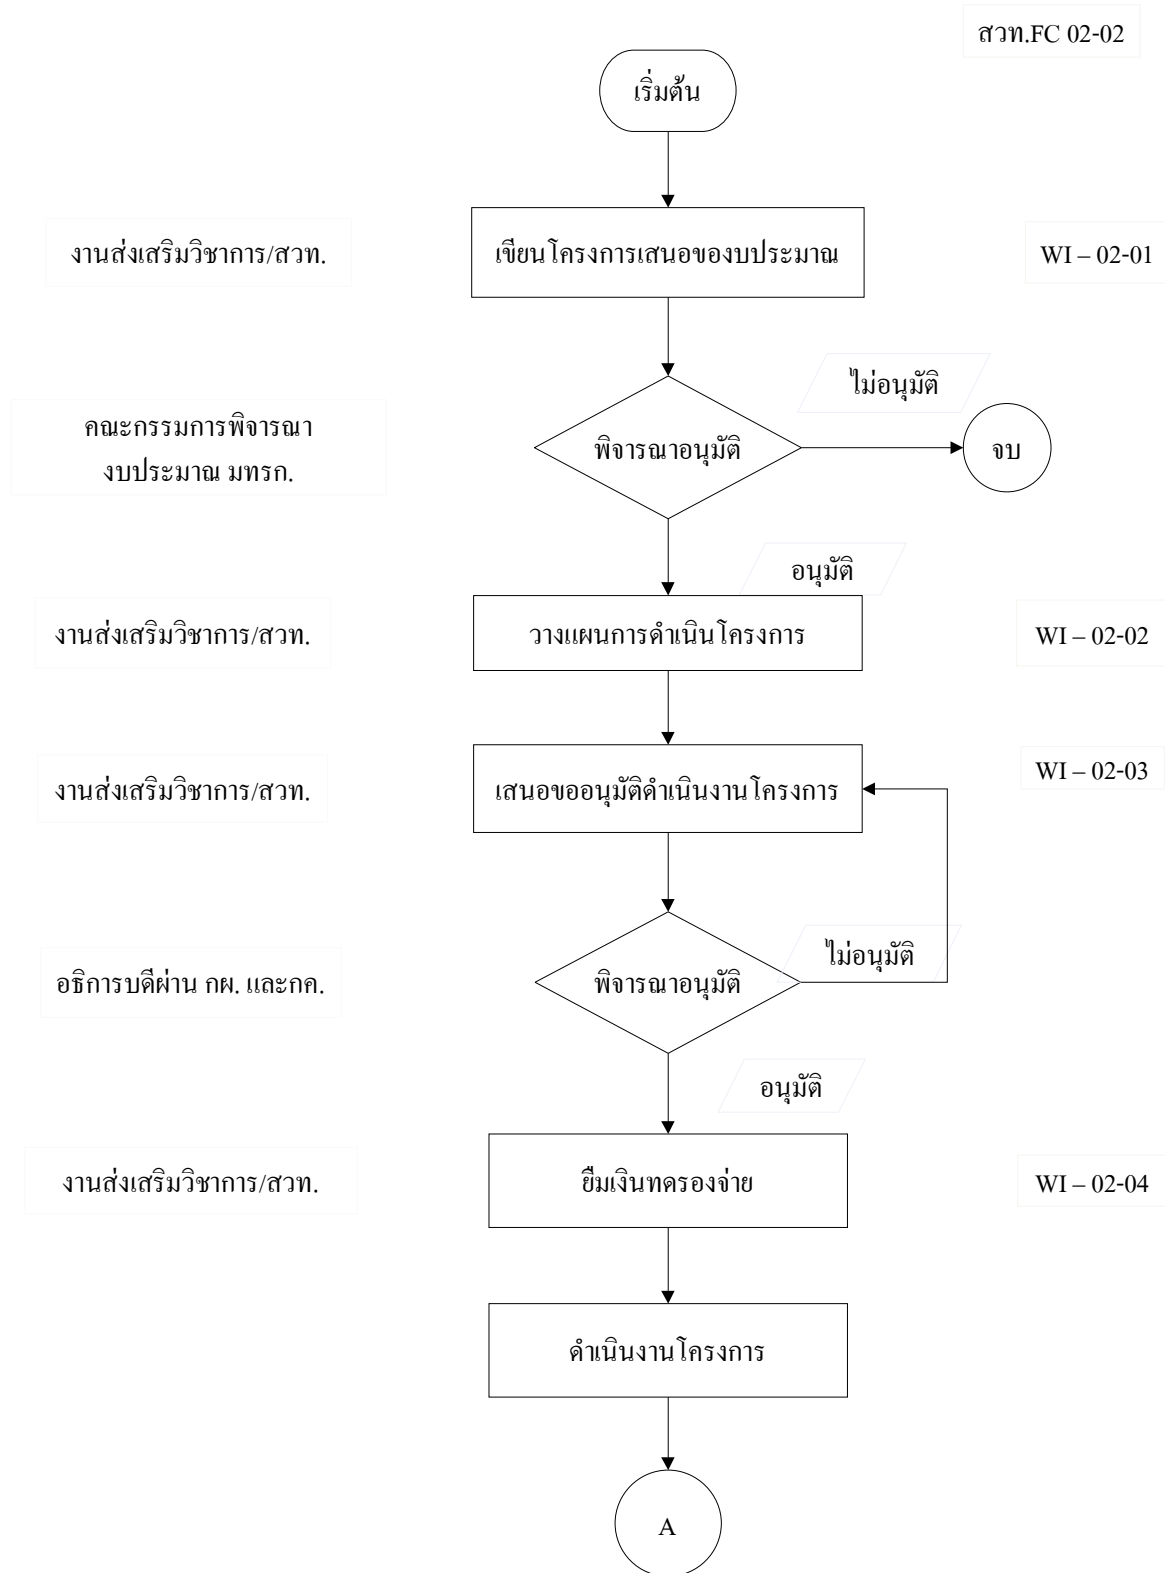 สวท.FC 02-02
เริ่มต้น
งานส่งเสริมวิชาการ/สวท.
เขียนโครงการเสนอของบประมาณ
WI – 02-01
ไม่อนุมัติ
คณะกรรมการพิจารณา
งบประมาณ มทรก.
พิจารณาอนุมัติ
จบ
อนุมัติ
งานส่งเสริมวิชาการ/สวท.
วางแผนการดำเนินโครงการ
WI – 02-02
งานส่งเสริมวิชาการ/สวท.
เสนอขออนุมัติดำเนินงานโครงการ
WI – 02-03
ไม่อนุมัติ
อธิการบดีผ่าน กผ. และกค.
พิจารณาอนุมัติ
อนุมัติ
งานส่งเสริมวิชาการ/สวท.
ยืมเงินทดรองจ่าย
WI – 02-04
ดำเนินงานโครงการ
A